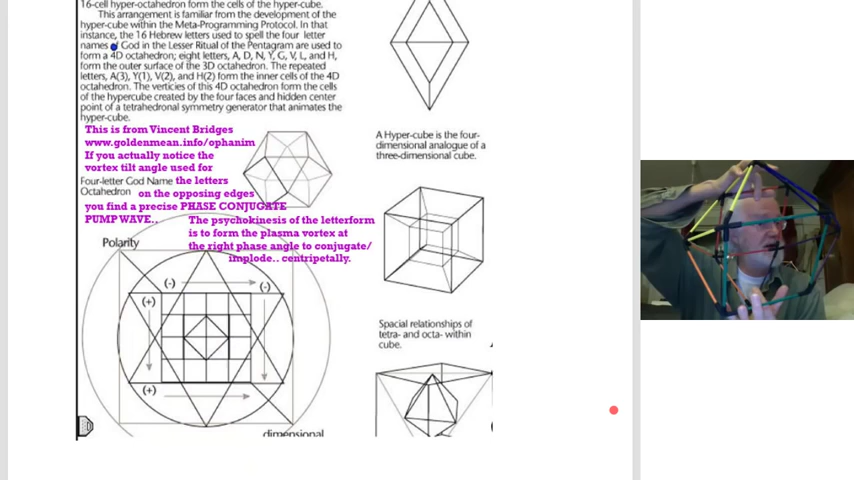 16-cell hyper-octahedron form the cells of the hyper-cube.
This arrangement is familiar from the development of the
hyper-cube within the Meta-Programming Protocol. In that
instance, the 16 Hebrew letters used to spell the four letter
names of God in the Lesser Ritual of the Pentagram are used to
form a 4D octahedron; eight letters, A, D, N, Y, G, V, L, and H,
form the outer surface of the 3D octahedron. The repeated
letters, A(3), Y(1), V(2), and H(2) form the inner cells of the 4D
octahedron. The verticies of this 4D octahedron form the cells
of the hypercube created by the four faces and hidden center
point of a tetrahedronal symmetry generator that animates the
hyper-cube.
This is from Vincent Bridges
www.goldenmean.info/ophanim
If you actually notice the
vortex tilt angle used for
the letters
on the opposing edges
you find a precise PHASE CONJUGATE
PUMP WAVE..
Four-letter God Name
Octahedron
The psychokinesis of the letterform
is to form the plasma vortex at
the right phase angle to conjugate/
implode.. centripetally.
Polarity
(-)
(-)
(+)
(+)
dimensional
A Hyper-cube is the four-
dimensional analogue of a
three-dimensional cube.
Spacial relationships of
tetra- and octa- within
cube.